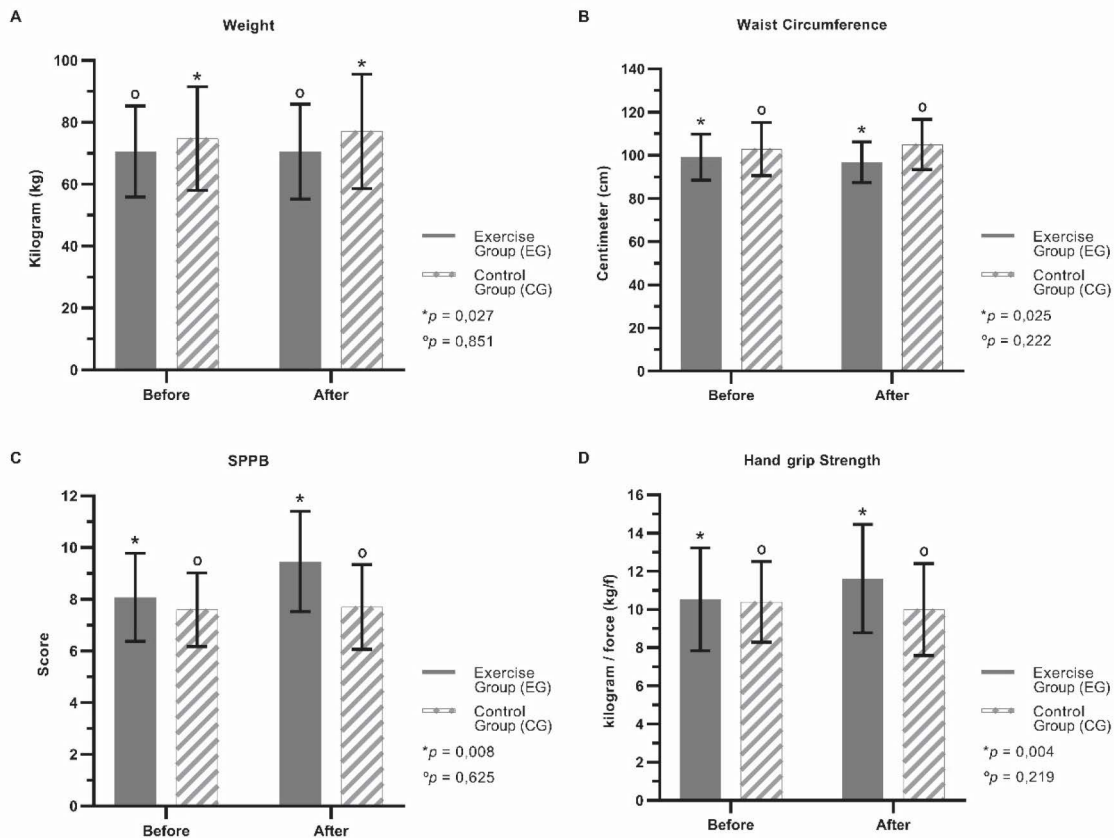 A
Weight
Kilogram (kg)
100
80
60
40
20
0
o
*
o
*
Before
After
Exercise
Group (EG)
Control
Group (CG)
*p = 0,027
ºp = 0,851
B
Waist Circumference
Centimeter (cm)
140
120
100
80
60
40
20
0
*
o
*
o
Before
After
Exercise
Group (EG)
Control
Group (CG)
*p = 0,025
ºp = 0,222
C
SPPB
Score
12
10
8
6
4
2
0
*
o
*
o
Before
After
Exercise
Group (EG)
Control
Group (CG)
*p = 0,008
ºp = 0,625
D
Hand grip Strength
kilogram / force (kg/f)
16
14
12
10
8
6
4
2
0
*
o
*
o
Before
After
Exercise
Group (EG)
Control
Group (CG)
*p = 0,004
ºp = 0,219